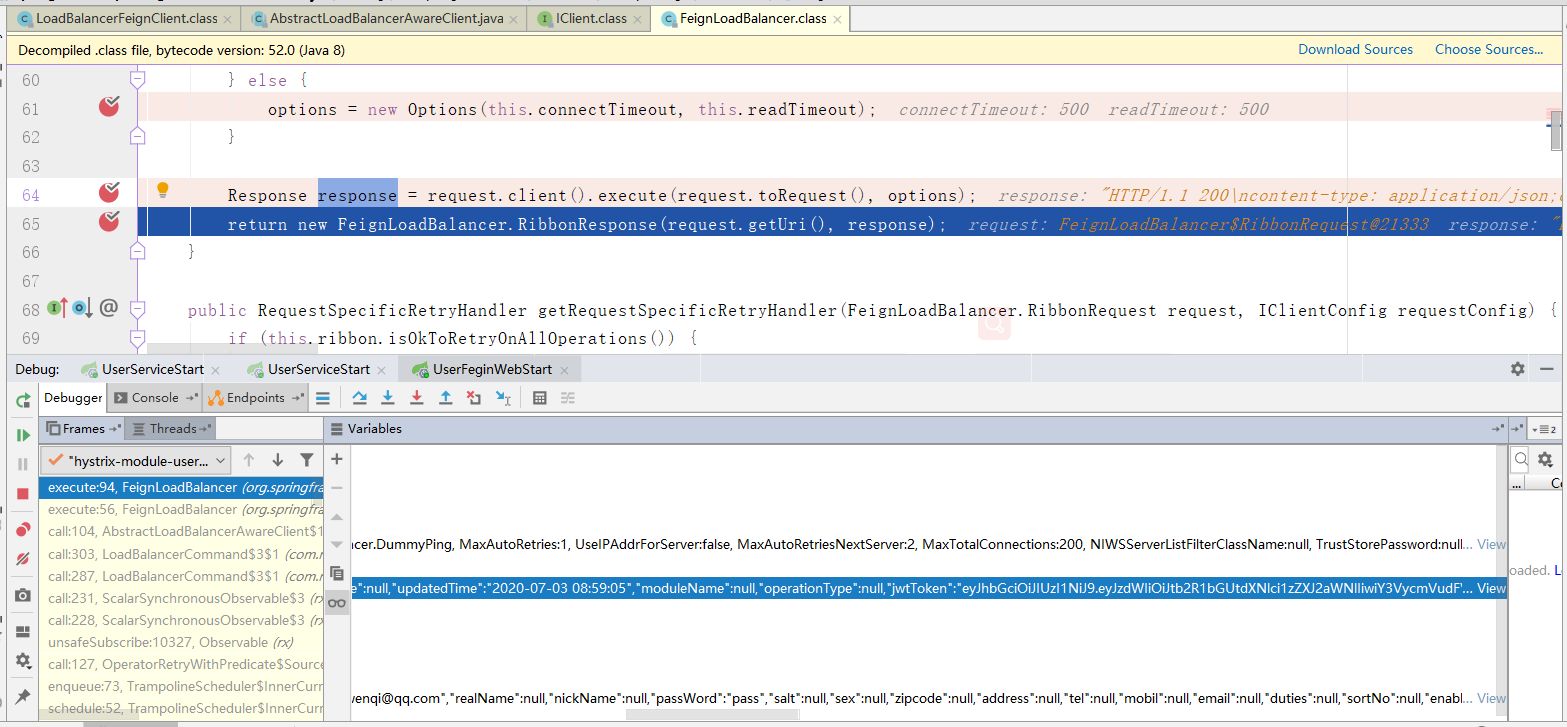 LoadBalancerFeignClient.class AbstractLoadBalancerAwareClient.java IClient.class FeignLoadBalancer.class
Decompiled .class file, bytecode version: 52.0 (Java 8) Download Sources Choose Sources...
60 } else {
61 options = new Options(this.connectTimeout, this.readTimeout); connectTimeout: 500 readTimeout: 500
62 }
63
64 Response response = request.client().execute(request.toRequest(), options); response: "HTTP/1.1 200\ncontent-type: application/json;
65 return new FeignLoadBalancer.RibbonResponse(request.getUri(), response); request: FeignLoadBalancer$RibbonRequest@21333 response: "
66 }
67
68 public RequestSpecificRetryHandler getRequestSpecificRetryHandler(FeignLoadBalancer.RibbonRequest request, IClientConfig requestConfig) {
69 if (this.ribbon.isOkToRetryOnAllOperations()) {
Debug: UserServiceStart UserServiceStart UserFeginWebStart
Debugger Console Endpoints
Frames Threads Variables 2
"hystrix-module-user...
execute:94, FeignLoadBalancer (org.springfra
execute:56, FeignLoadBalancer (org.springfra
call:104, AbstractLoadBalancerAwareClient$1
call:303, LoadBalancerCommand$3$1 (com.n
call:287, LoadBalancerCommand$3$1 (com.n
call:231, ScalarSynchronousObservable$3 (rx
call:228, ScalarSynchronousObservable$3 (rx
unsafeSubscribe:10327, Observable (rx)
call:127, OperatorRetryWithPredicate$Source
enqueue:73, TrampolineScheduler$InnerCurr
schedule:52, TrampolineScheduler$InnerCurr
ncer.DummyPing, MaxAutoRetries:1, UseIPAddrForServer:false, MaxAutoRetriesNextServer:2, MaxTotalConnections:200, NIWSServerListFilterClassName:null, TrustStorePassword:null... View
e":null,"updatedTime":"2020-07-03 08:59:05","moduleName":null,"operationType":null,"jwtToken":"... View
wenqi@qq.com","realName":null,"nickName":null,"passWord":"pass","salt":null,"sex":null,"zipcode":null,"address":null,"tel":null,"mobil":null,"email":null,"duties":null,"sortNo":null,"enabl... View
... Co
oaded. L